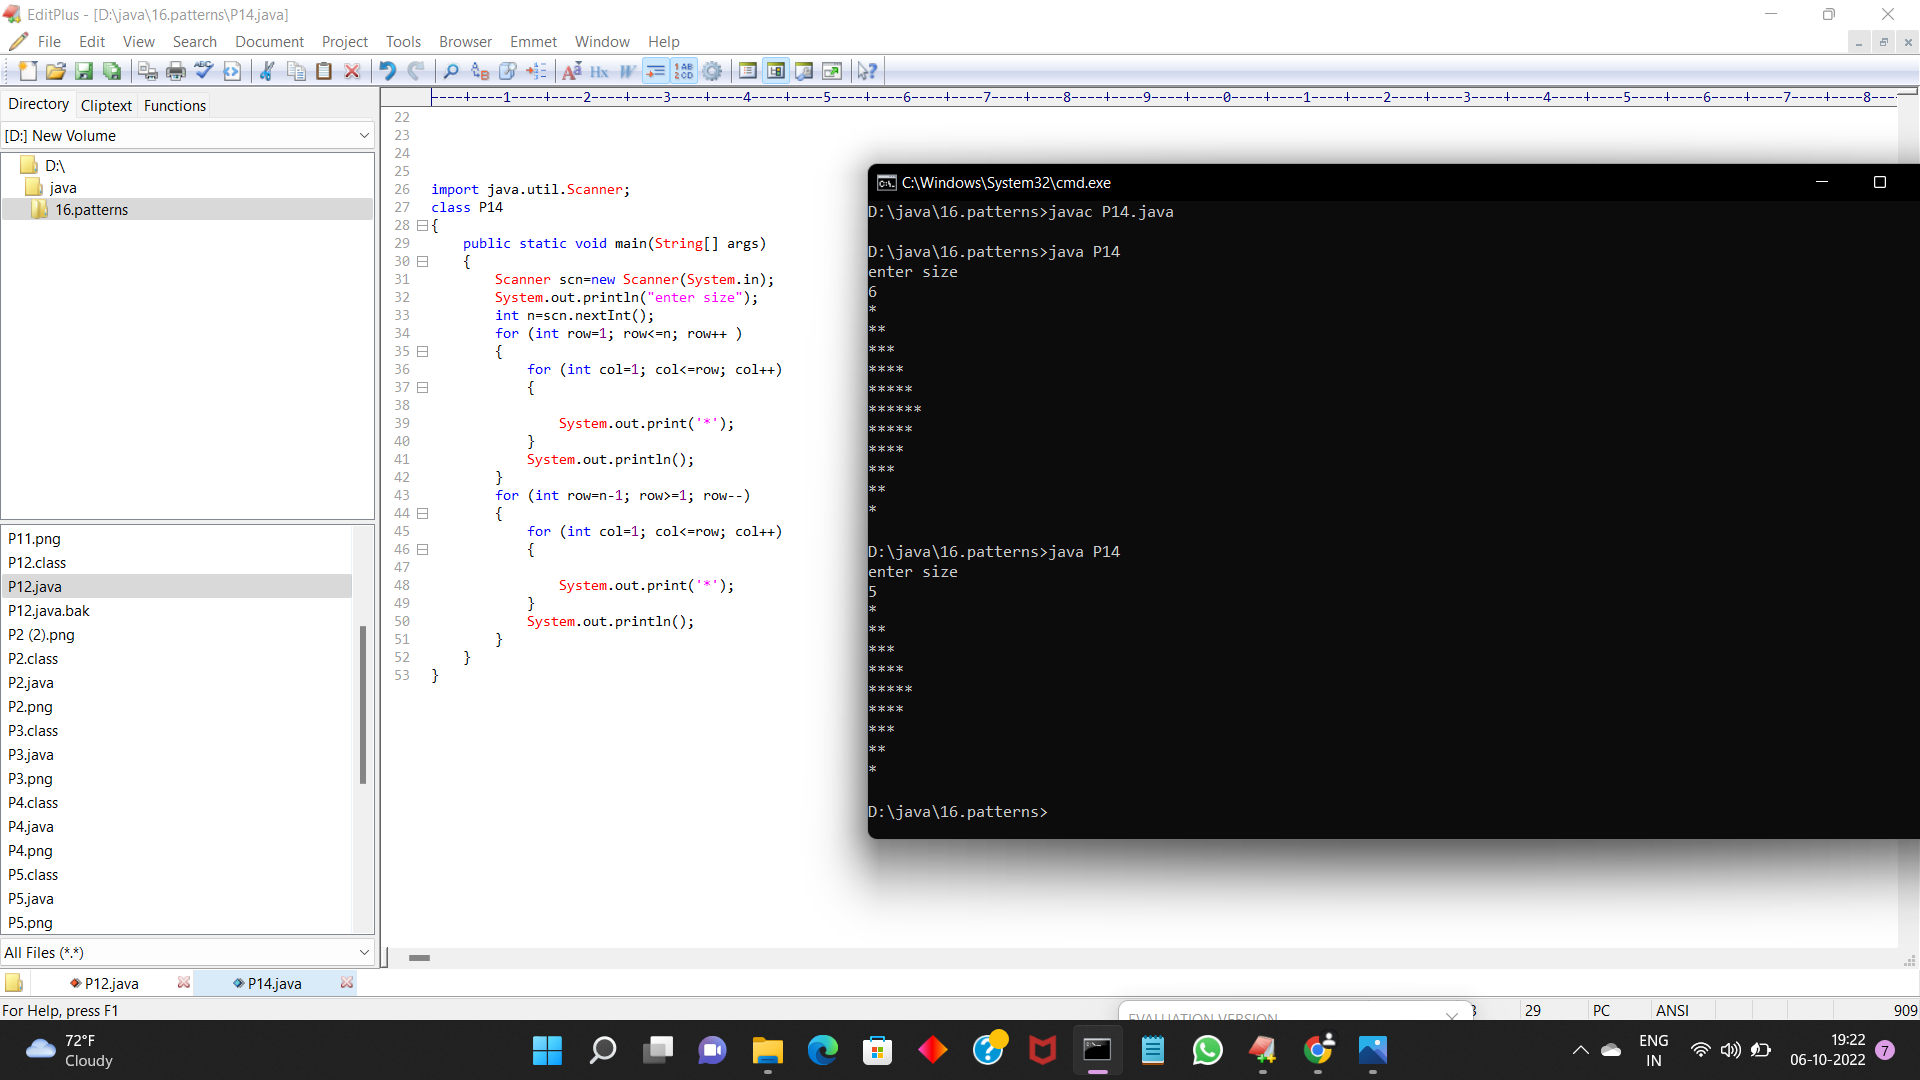 EditPlus - [D:\java\16.patterns\P14.java]
File Edit View Search Document Project Tools Browser Emmet Window Help
Directory Cliptext Functions
[D:] New Volume
D:\
java
16.patterns
P11.png
P12.class
P12.java
P12.java.bak
P2 (2).png
P2.class
P2.java
P2.png
P3.class
P3.java
P3.png
P4.class
P4.java
P4.png
P5.class
P5.java
P5.png
All Files (*.*)
----+----1----+----2----+----3----+----4----+----5----+----6----+----7----+----8----+----9----+----0----+----1----+----2----+----3----+----4----+----5----+----6----+----7----+----8---
22
23
24
25
26 import java.util.Scanner;
27 class P14
28 {
29     public static void main(String[] args)
30     {
31         Scanner scn=new Scanner(System.in);
32         System.out.println("enter size");
33         int n=scn.nextInt();
34         for (int row=1; row<=n; row++ )
35         {
36             for (int col=1; col<=row; col++)
37             {
38
39                 System.out.print('*');
40             }
41             System.out.println();
42         }
43         for (int row=n-1; row>=1; row--)
44         {
45             for (int col=1; col<=row; col++)
46             {
47
48                 System.out.print('*');
49             }
50             System.out.println();
51         }
52     }
53 }
C:\Windows\System32\cmd.exe
D:\java\16.patterns>javac P14.java
D:\java\16.patterns>java P14
enter size
6
*
**
***
****
*****
******
*****
****
***
**
*
D:\java\16.patterns>java P14
enter size
5
*
**
***
****
*****
****
***
**
*
D:\java\16.patterns>
P12.java P14.java
For Help, press F1
EVALUATION VERSION
29 PC ANSI 909
72°F
Cloudy
ENG
IN
19:22
06-10-2022
7